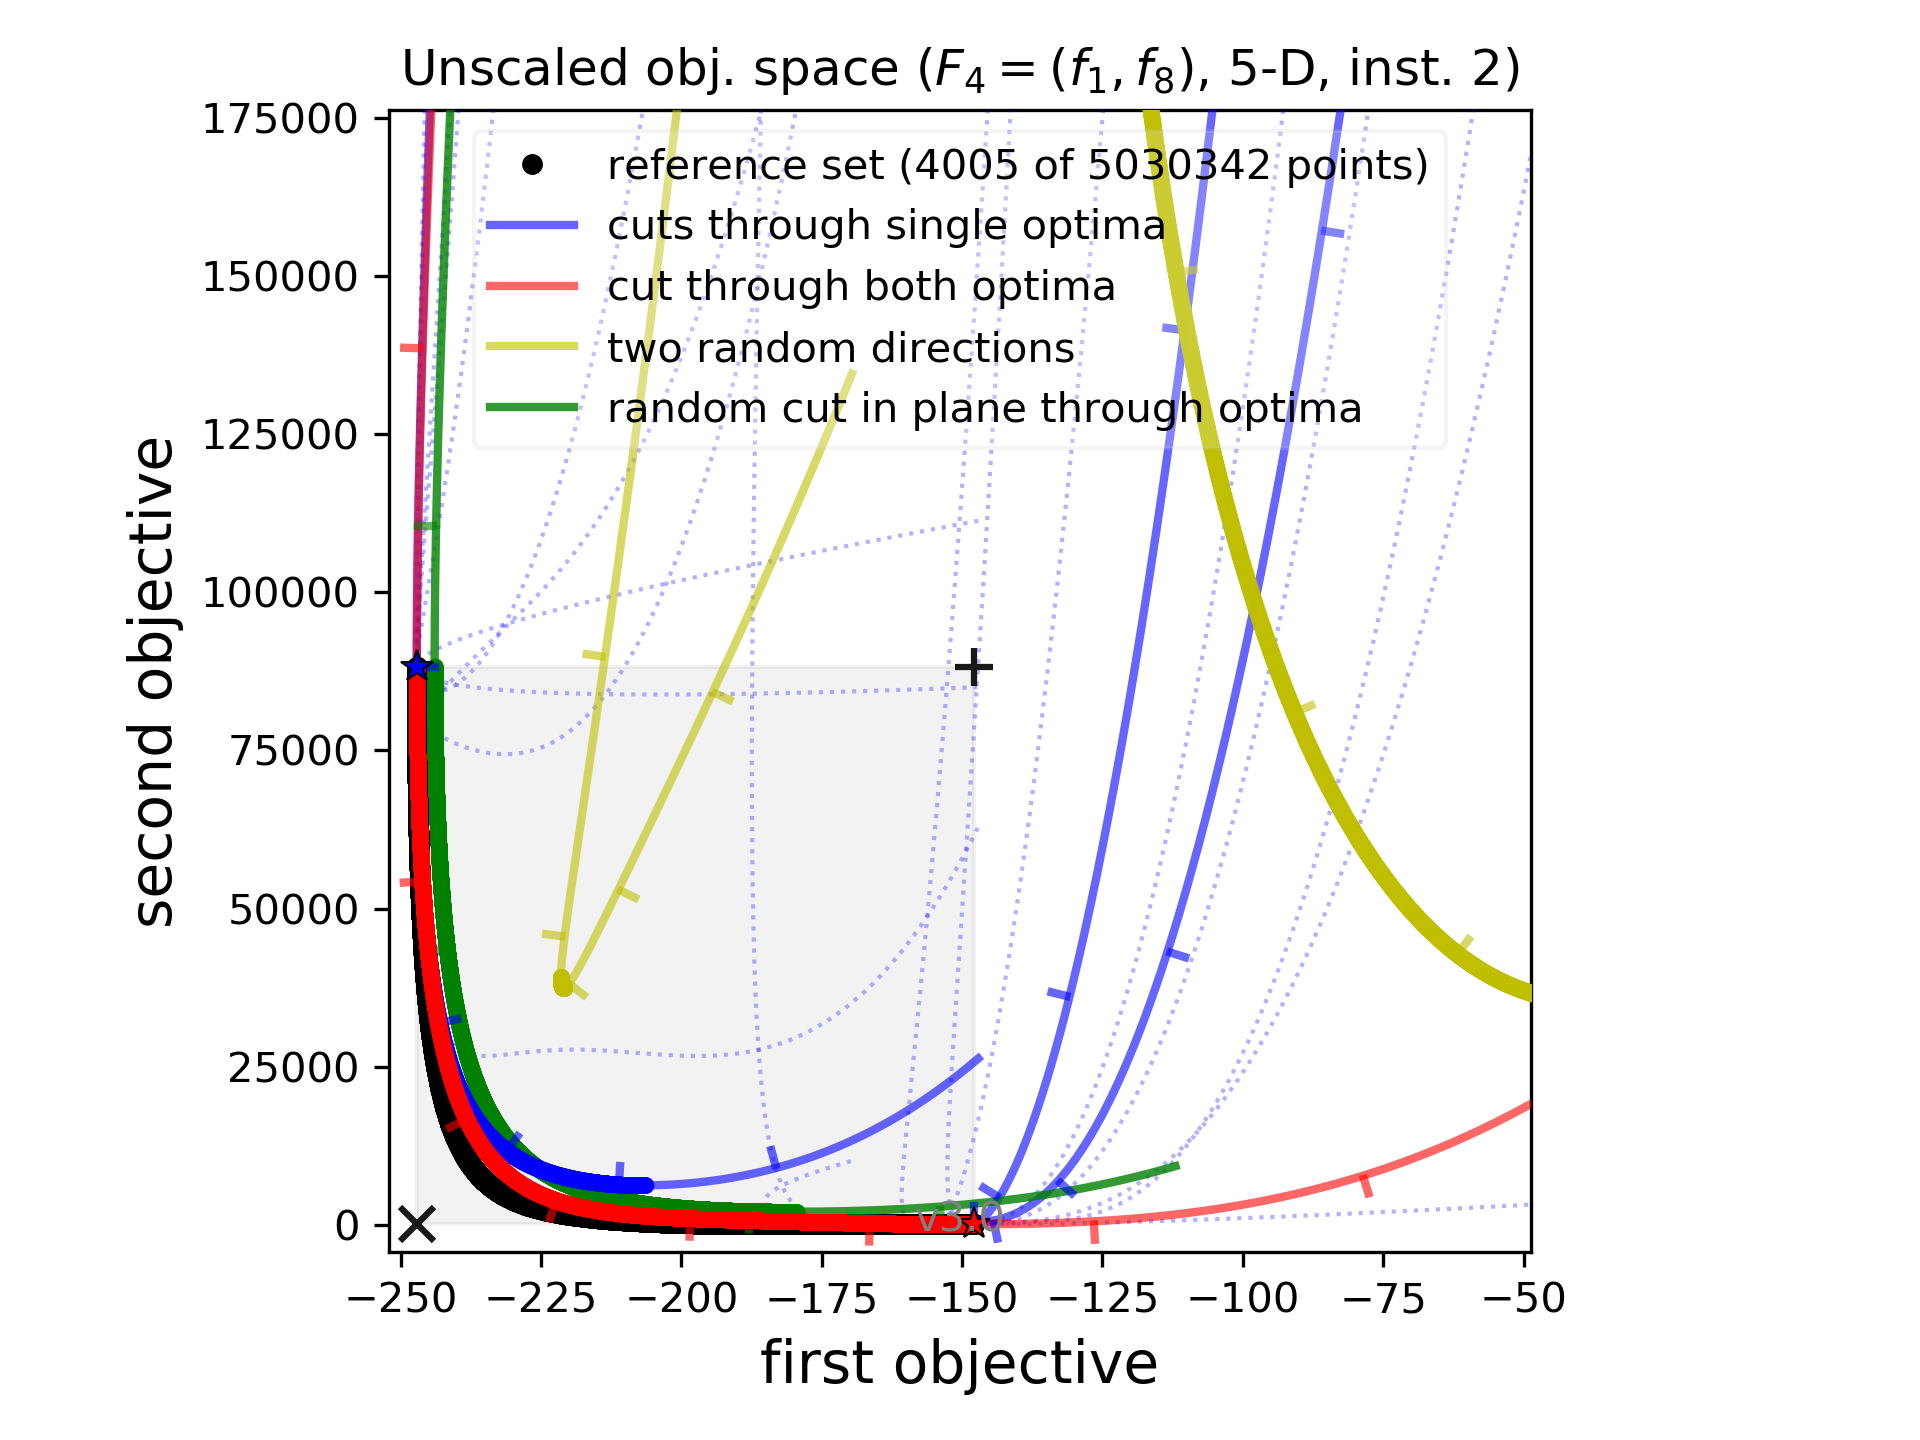 Unscaled obj. space (F₄ = (f₁, f₈), 5-D, inst. 2)
175000
150000
125000
100000
75000
50000
25000
0
second objective
reference set (4005 of 5030342 points)
cuts through single optima
cut through both optima
two random directions
random cut in plane through optima
v3.0
−250 −225 −200 −175 −150 −125 −100 −75 −50
first objective